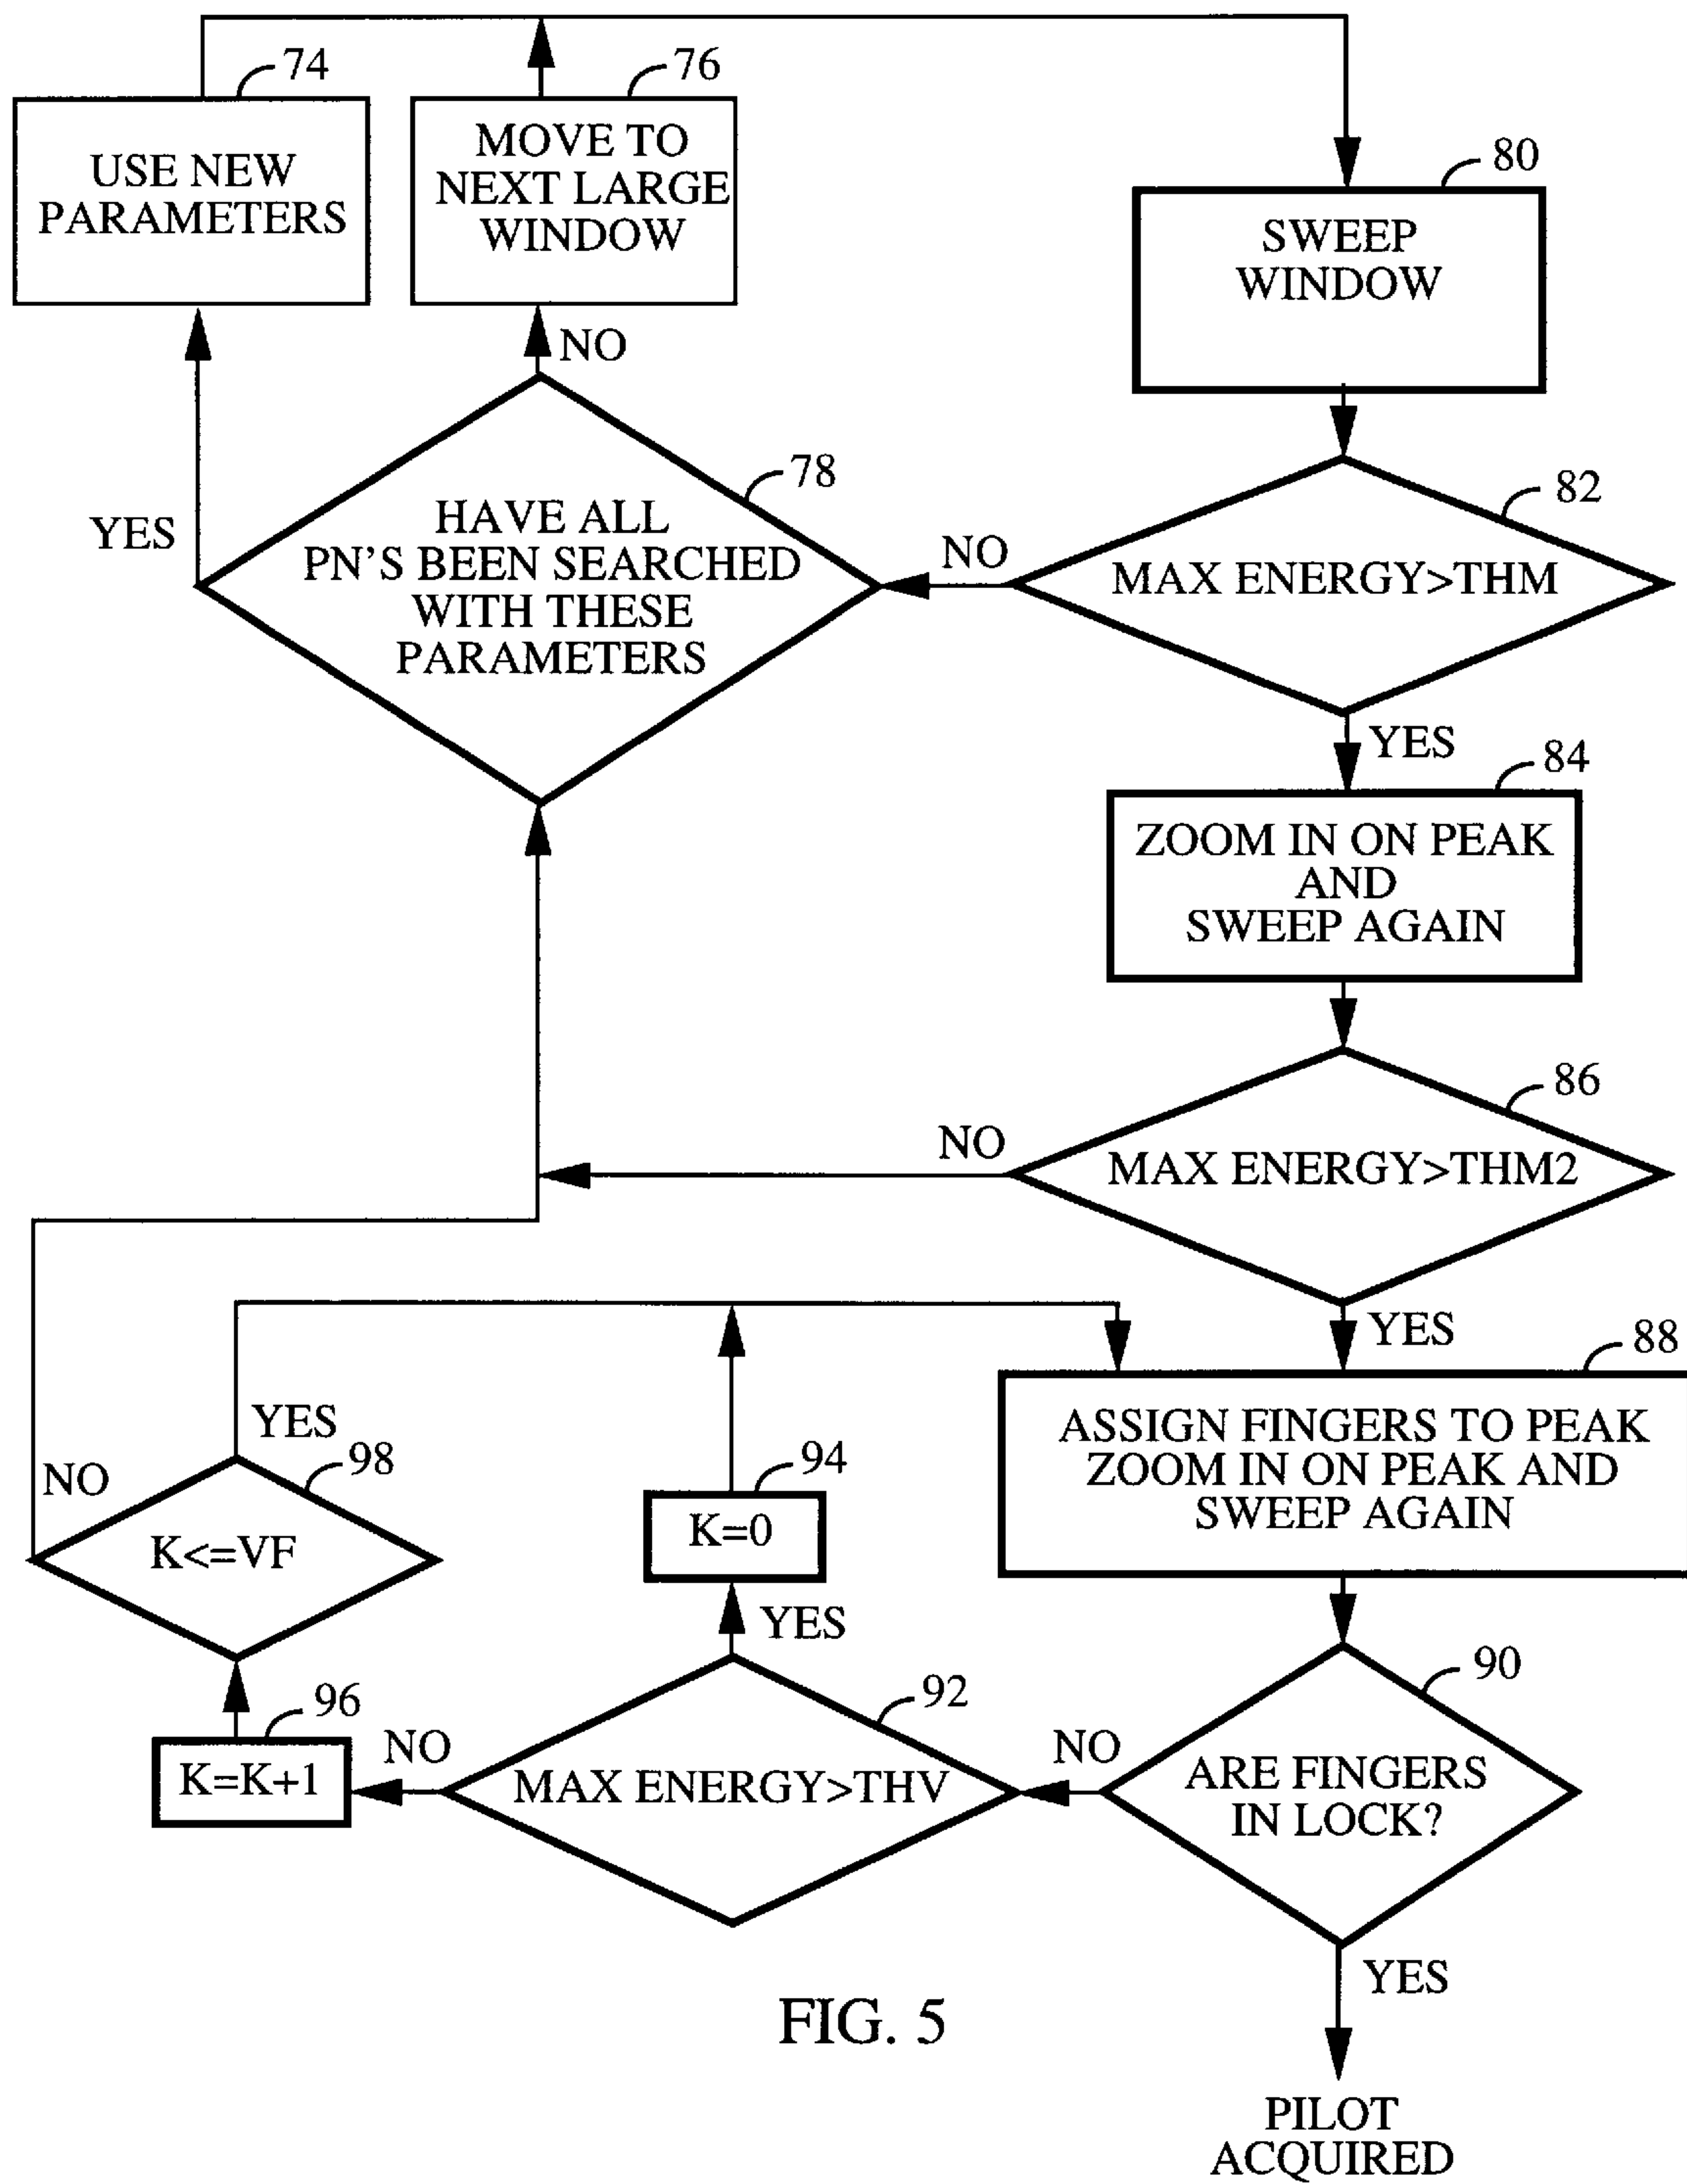 74
76
USE NEW
PARAMETERS
MOVE TO
NEXT LARGE
WINDOW
80
SWEEP
WINDOW
NO
78
82
YES
HAVE ALL
PN'S BEEN SEARCHED
WITH THESE
PARAMETERS
NO
MAX ENERGY>THM
YES
84
ZOOM IN ON PEAK
AND
SWEEP AGAIN
86
NO
MAX ENERGY>THM2
YES
88
ASSIGN FINGERS TO PEAK
ZOOM IN ON PEAK AND
SWEEP AGAIN
YES
98
NO
K<=VF
94
K=0
YES
90
92
96
NO
K=K+1
MAX ENERGY>THV
NO
ARE FINGERS
IN LOCK?
YES
FIG. 5
PILOT
ACQUIRED